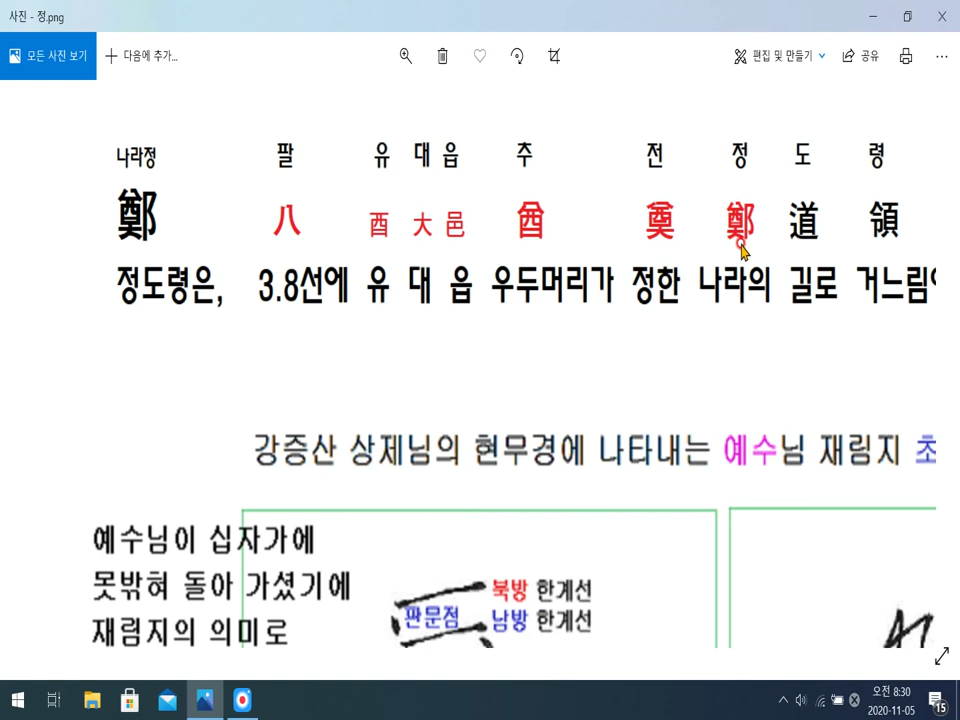 사진 - 정.png
모든 사진 보기 다음에 추가... 편집 및 만들기 공유
나라정 팔 유 대 읍 추 전 정 도 령
鄭 八 酉 大 邑 酋 奠 鄭 道 領
정도령은, 3.8선에 유 대 읍 우두머리가 정한 나라의 길로 거느림
강증산 상제님의 현무경에 나타내는 예수님 재림지 초
예수님이 십자가에
못밖혀 돌아 가셨기에
재림지의 의미로
북방 한계선
판문점
남방 한계선
오전 8:30
2020-11-05
15